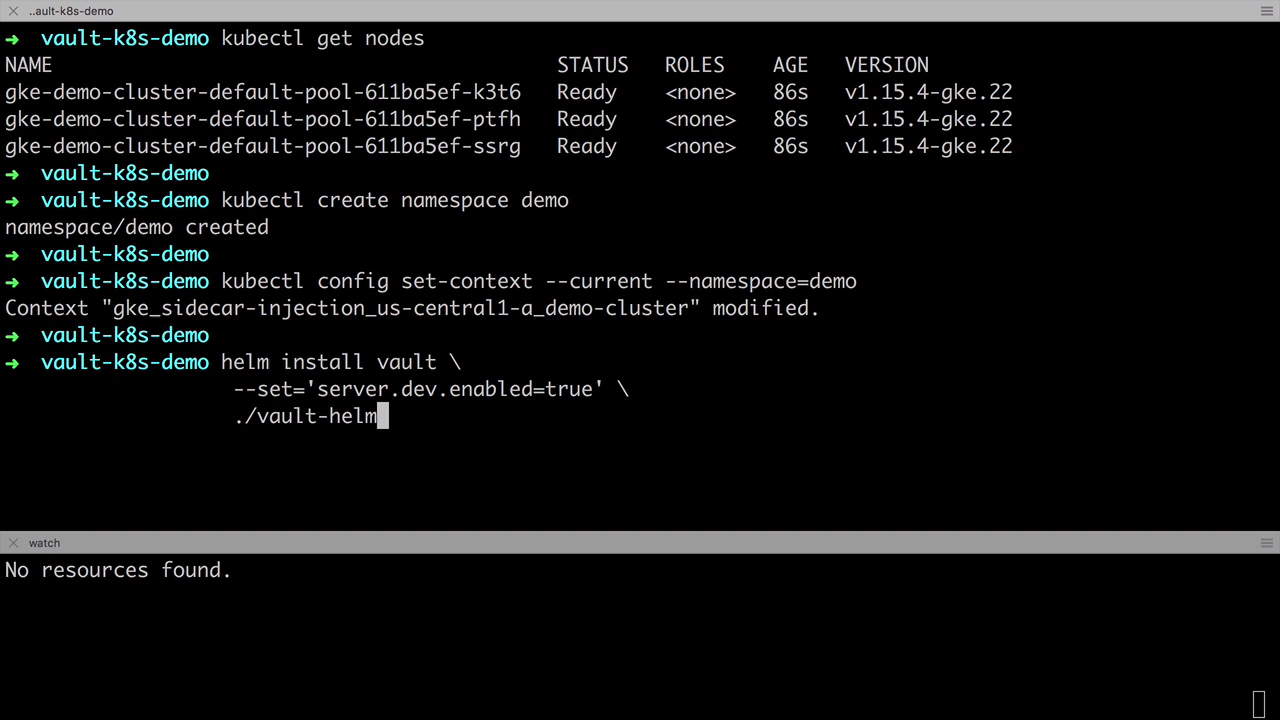 ..ault-k8s-demo
→ vault-k8s-demo kubectl get nodes
NAME STATUS ROLES AGE VERSION
gke-demo-cluster-default-pool-611ba5ef-k3t6 Ready <none> 86s v1.15.4-gke.22
gke-demo-cluster-default-pool-611ba5ef-ptfh Ready <none> 86s v1.15.4-gke.22
gke-demo-cluster-default-pool-611ba5ef-ssrg Ready <none> 86s v1.15.4-gke.22
→ vault-k8s-demo
→ vault-k8s-demo kubectl create namespace demo
namespace/demo created
→ vault-k8s-demo
→ vault-k8s-demo kubectl config set-context --current --namespace=demo
Context "gke_sidecar-injection_us-central1-a_demo-cluster" modified.
→ vault-k8s-demo
→ vault-k8s-demo helm install vault \
--set='server.dev.enabled=true' \
./vault-helm
watch
No resources found.